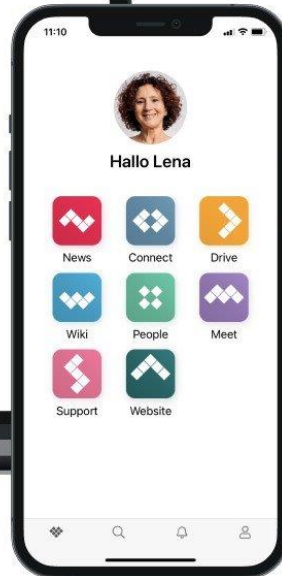 11:10
Hallo Lena
News Connect Drive
Wiki People Meet
Support Website